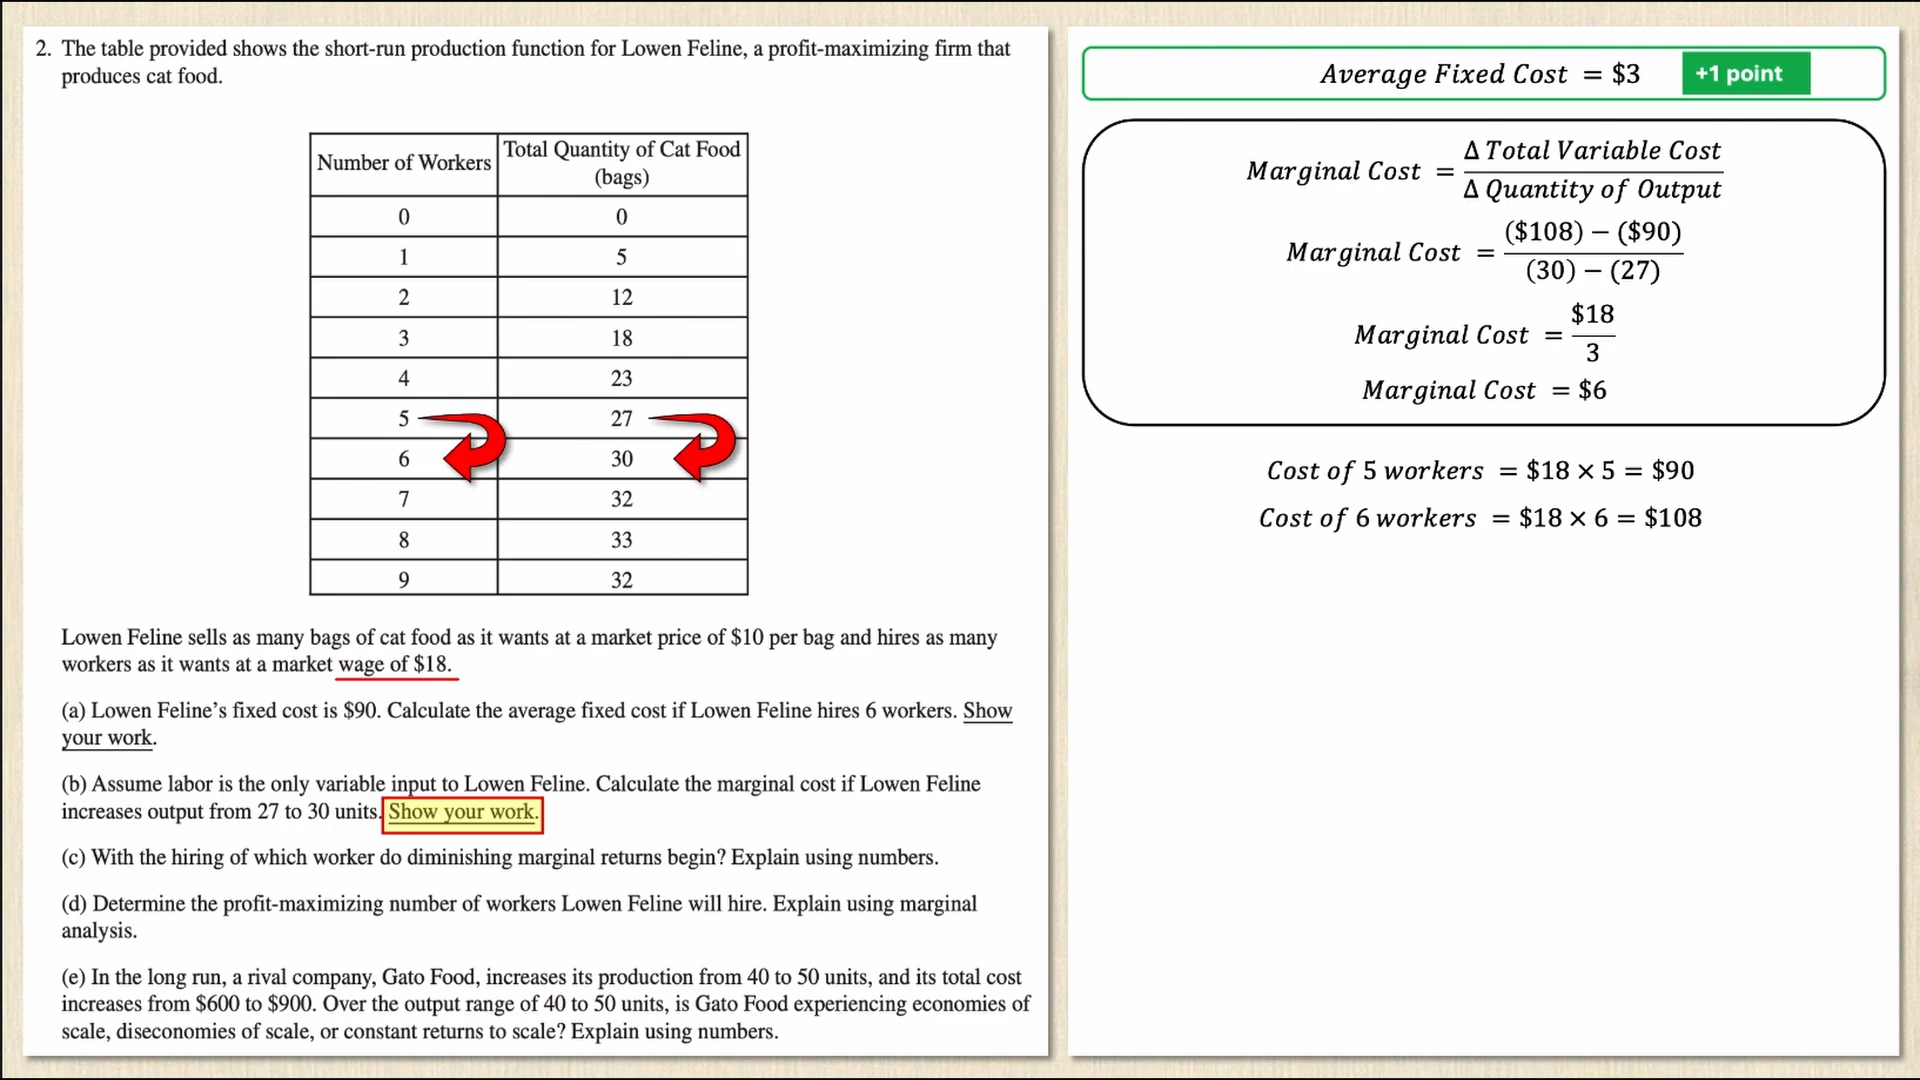 2. The table provided shows the short-run production function for Lowen Feline, a profit-maximizing firm that
produces cat food.
Number of Workers | Total Quantity of Cat Food (bags)
0 | 0
1 | 5
2 | 12
3 | 18
4 | 23
5 | 27
6 | 30
7 | 32
8 | 33
9 | 32
Lowen Feline sells as many bags of cat food as it wants at a market price of $10 per bag and hires as many
workers as it wants at a market wage of $18.
(a) Lowen Feline’s fixed cost is $90. Calculate the average fixed cost if Lowen Feline hires 6 workers. Show
your work.
(b) Assume labor is the only variable input to Lowen Feline. Calculate the marginal cost if Lowen Feline
increases output from 27 to 30 units. Show your work.
(c) With the hiring of which worker do diminishing marginal returns begin? Explain using numbers.
(d) Determine the profit-maximizing number of workers Lowen Feline will hire. Explain using marginal
analysis.
(e) In the long run, a rival company, Gato Food, increases its production from 40 to 50 units, and its total cost
increases from $600 to $900. Over the output range of 40 to 50 units, is Gato Food experiencing economies of
scale, diseconomies of scale, or constant returns to scale? Explain using numbers.
Average Fixed Cost = $3 +1 point
Marginal Cost = Δ Total Variable Cost / Δ Quantity of Output
Marginal Cost = ($108) − ($90) / (30) − (27)
Marginal Cost = $18 / 3
Marginal Cost = $6
Cost of 5 workers = $18 × 5 = $90
Cost of 6 workers = $18 × 6 = $108